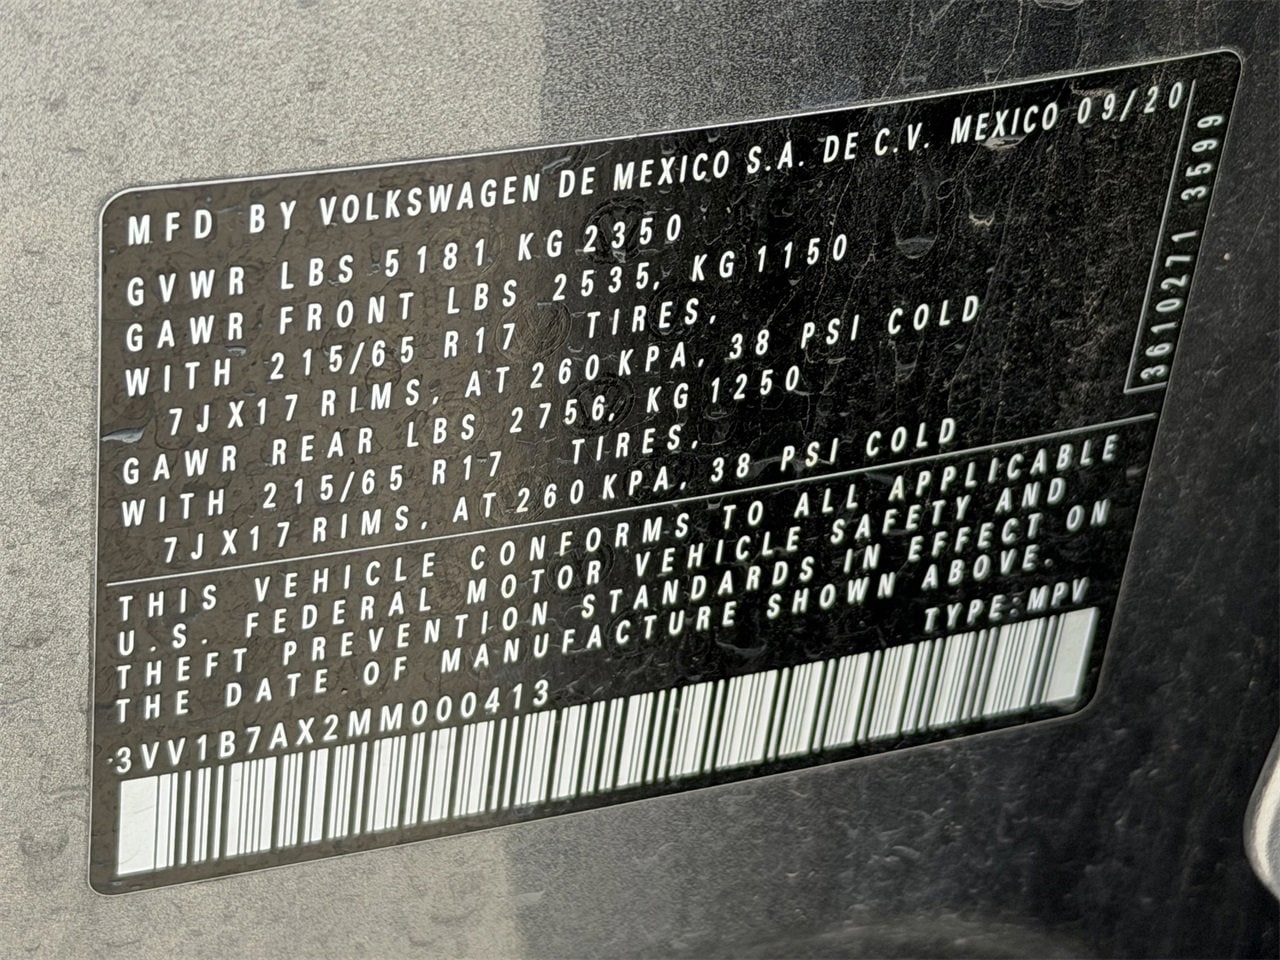 MFD BY VOLKSWAGEN DE MEXICO S.A. DE C.V. MEXICO 09/20
GVWR LBS 5181 KG 2350
GAWR FRONT LBS 2535, KG 1150
WITH 215/65 R17 TIRES,
7JX17 RIMS, AT 260 KPA, 38 PSI COLD
GAWR REAR LBS 2756, KG 1250
WITH 215/65 R17 TIRES,
7JX17 RIMS, AT 260 KPA, 38 PSI COLD
THIS VEHICLE CONFORMS TO ALL APPLICABLE
U.S. FEDERAL MOTOR VEHICLE SAFETY AND
THEFT PREVENTION STANDARDS IN EFFECT ON
THE DATE OF MANUFACTURE SHOWN ABOVE.
3VV1B7AX2MM000413 TYPE:MPV
3610271 3599